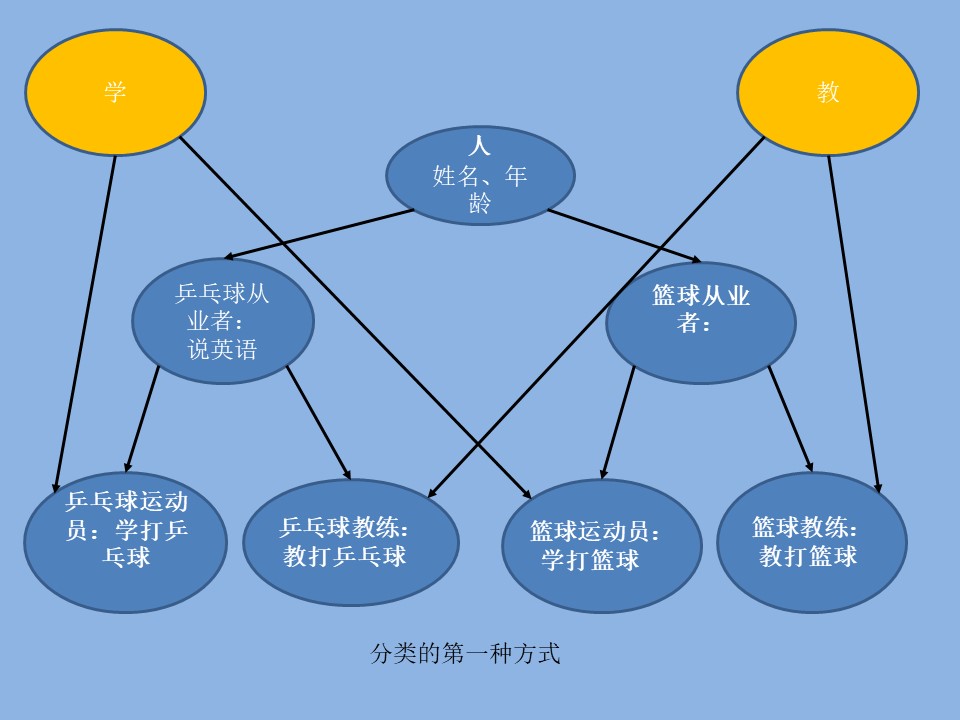 学
教
人
姓名、年
龄
乒乓球从
业者：
说英语
篮球从业
者：
乒乓球运动
员：学打乒
乓球
乒乓球教练：
教打乒乓球
篮球运动员：
学打篮球
篮球教练：
教打篮球
分类的第一种方式